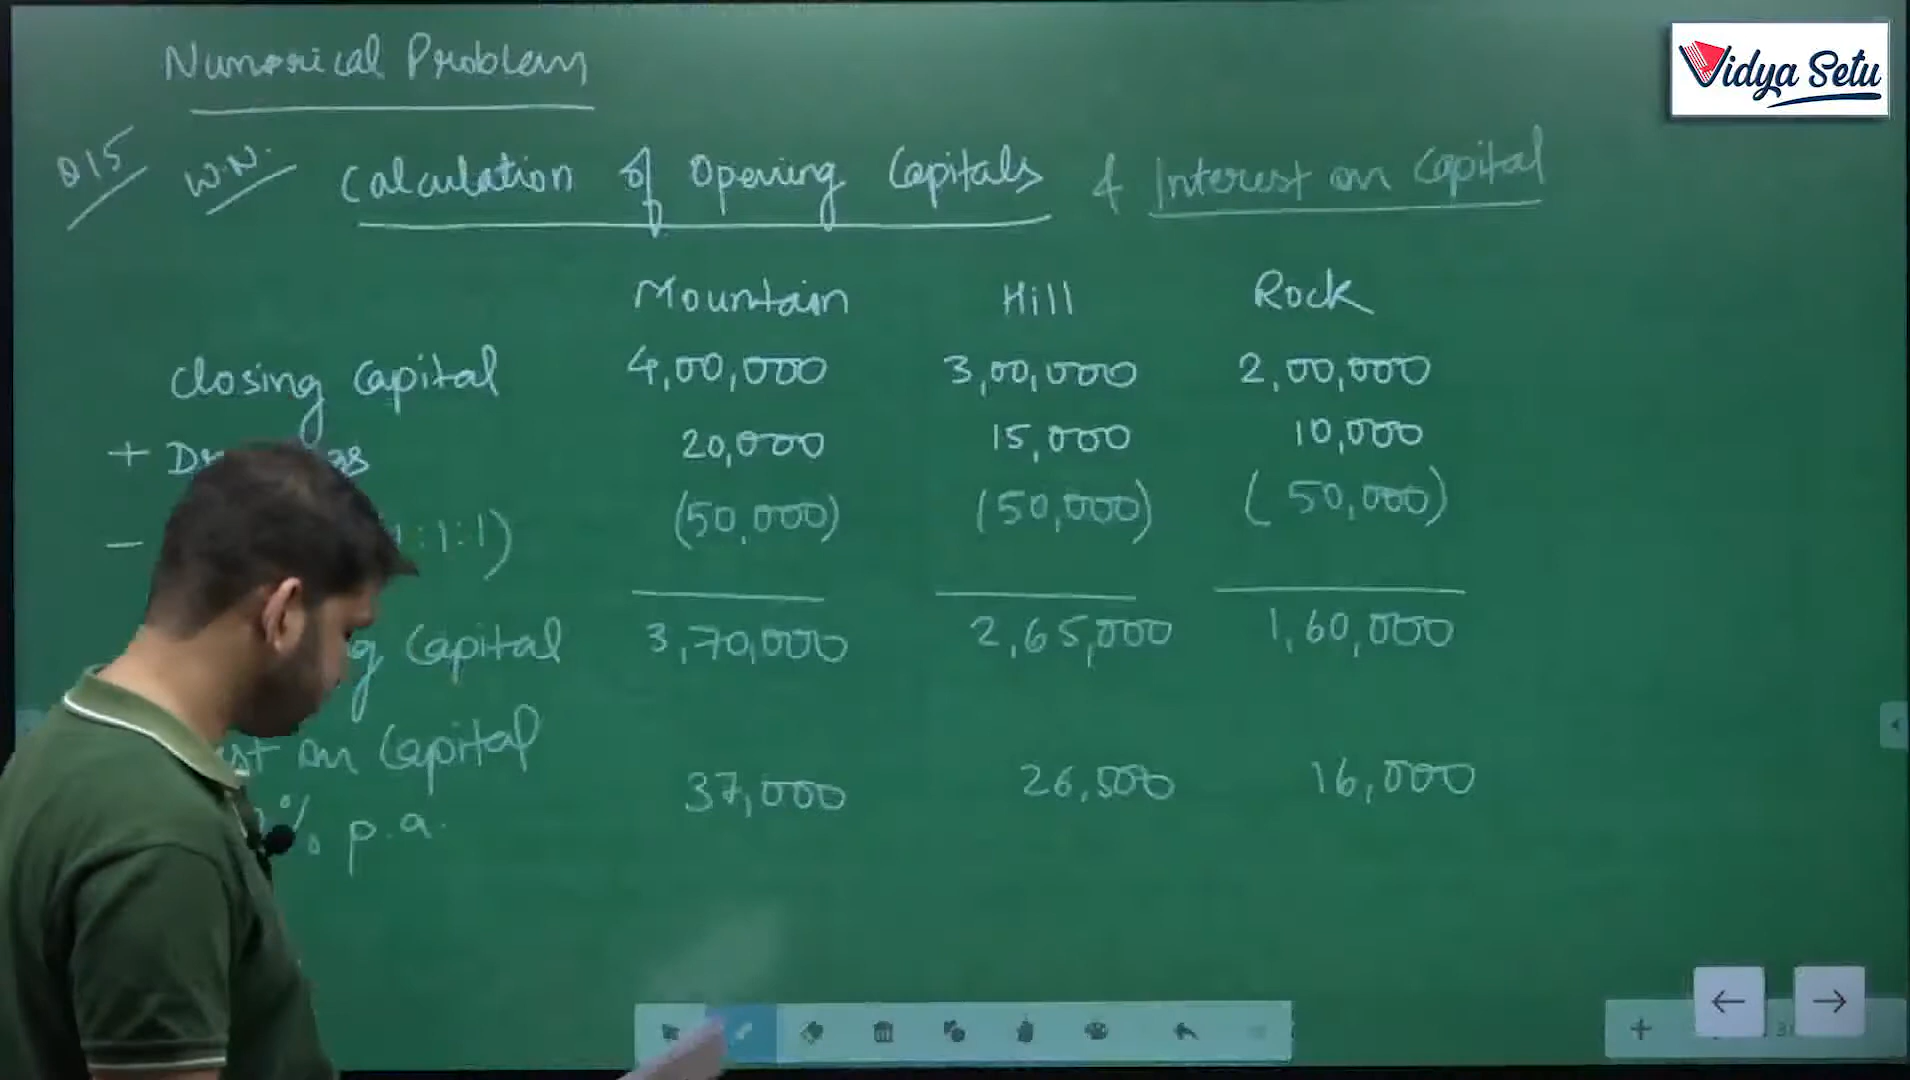 Numerical Problem
Vidya Setu
Q15 W.N. Calculation of Opening Capitals & Interest on Capital
Mountain Hill Rock
Closing Capital 4,00,000 3,00,000 2,00,000
+ 20,000 15,000 10,000
- :1:1) (50,000) (50,000) (50,000)
Capital 3,70,000 2,65,000 1,60,000
on Capital
37,000 26,500 16,000
% p.a.